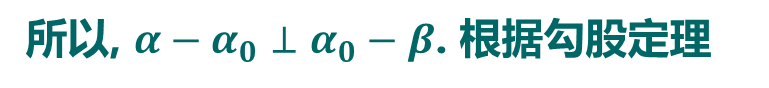 所以, α − α₀ ⊥ α₀ − β. 根据勾股定理